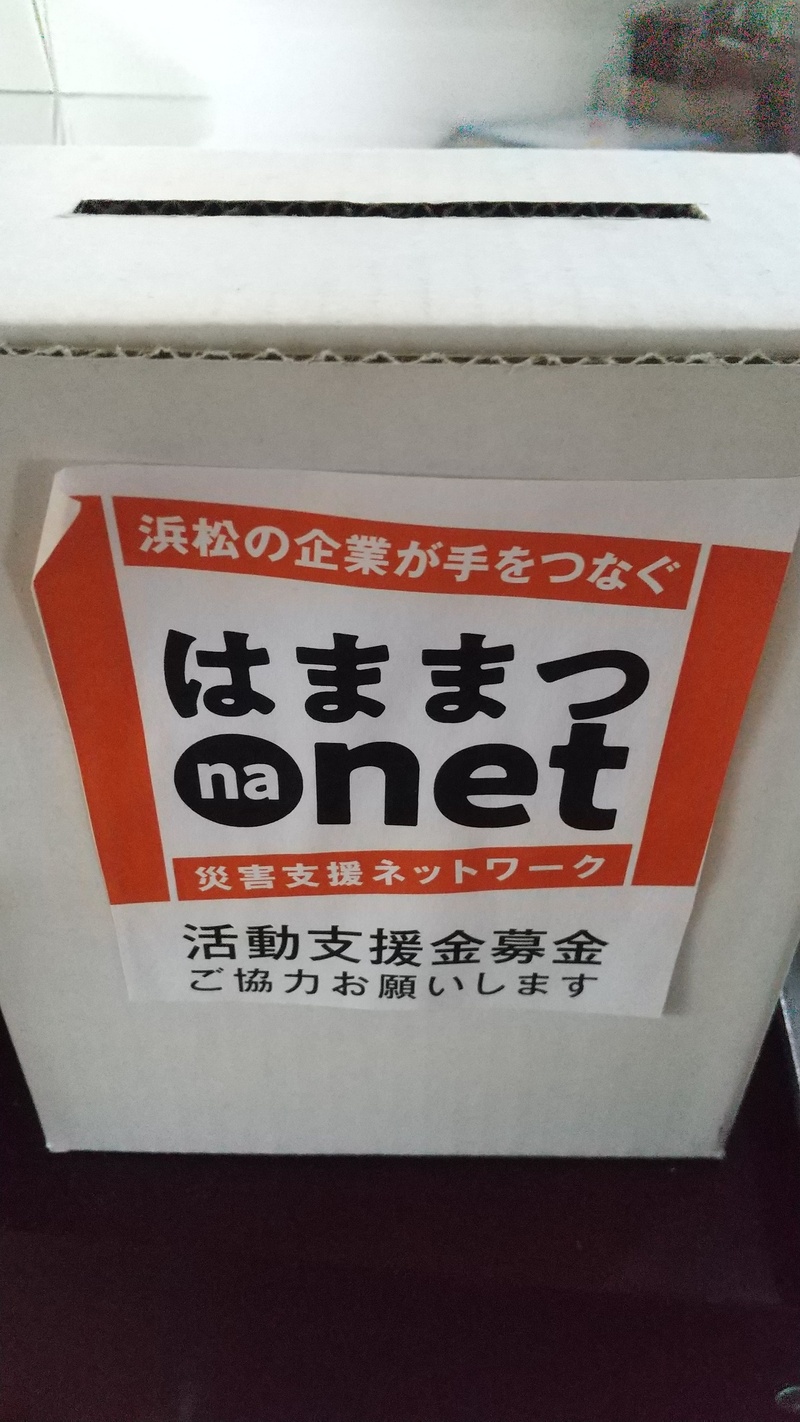 浜松の企業が手をつなぐ
はままつ
na net
災害支援ネットワーク
活動支援金募金
ご協力お願いします